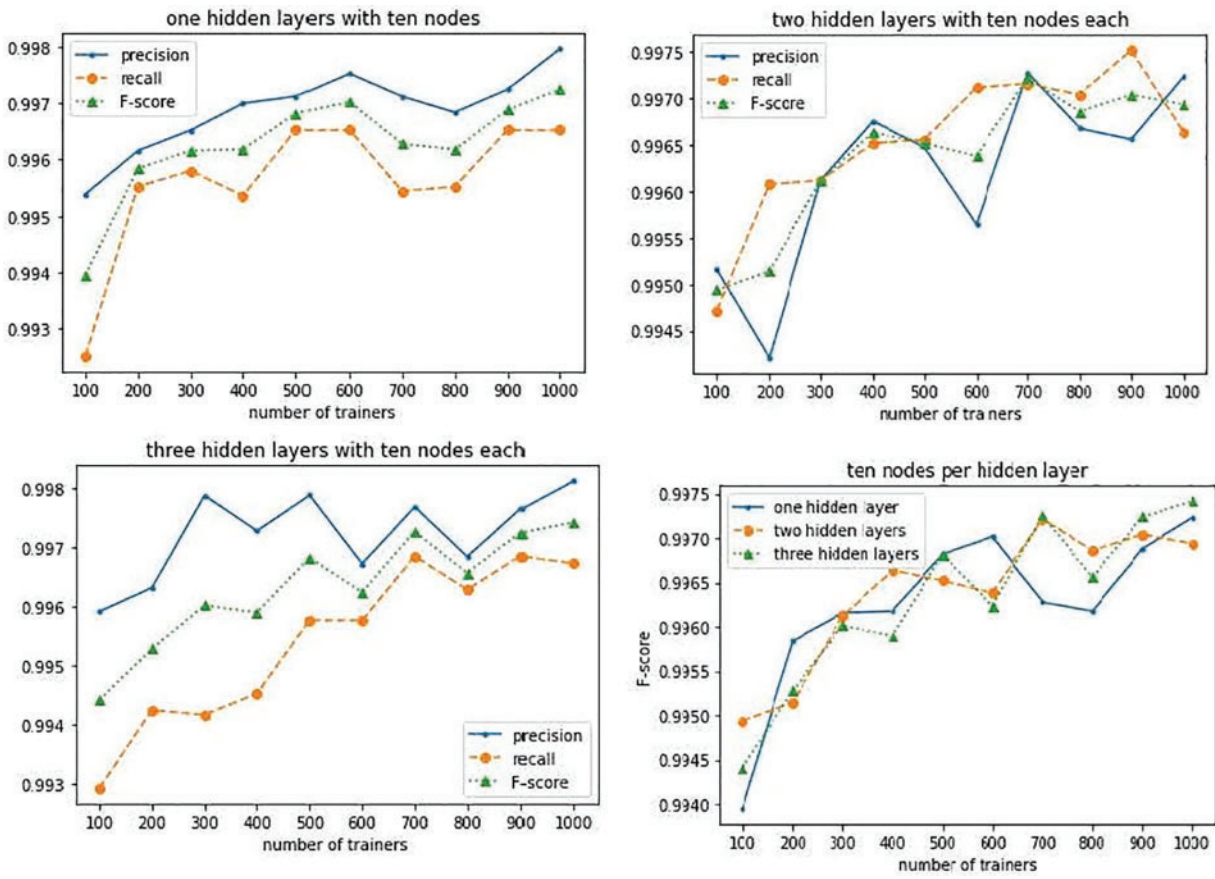 one hidden layers with ten nodes
0.998
0.997
0.996
0.995
0.994
0.993
precision
recall
F-score
100 200 300 400 500 600 700 800 900 1000
number of trainers
two hidden layers with ten nodes each
0.9975
0.9970
0.9965
0.9960
0.9955
0.9950
0.9945
precision
recall
F-score
100 200 300 400 500 600 700 800 900 1000
number of trainers
three hidden layers with ten nodes each
0.998
0.997
0.996
0.995
0.994
0.993
precision
recall
F-score
100 200 300 400 500 600 700 800 900 1000
number of trainers
ten nodes per hidden layer
F-score
0.9975
0.9970
0.9965
0.9960
0.9955
0.9950
0.9945
0.9940
one hidden layer
two hidden layers
three hidden layers
100 200 300 400 500 600 700 800 900 1000
number of trainers